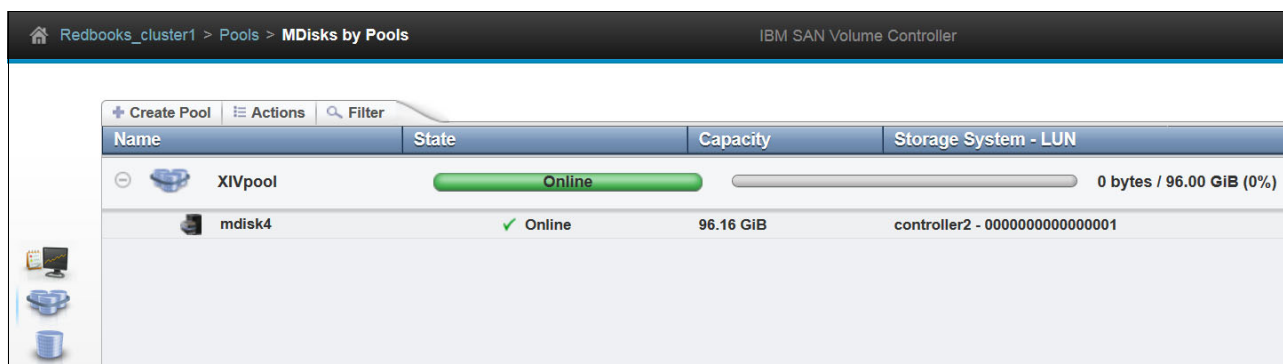 Redbooks_cluster1 > Pools > MDisks by Pools IBM SAN Volume Controller
Create Pool Actions Filter
Name State Capacity Storage System - LUN
XIVpool Online 0 bytes / 96.00 GiB (0%)
mdisk4 Online 96.16 GiB controller2 - 0000000000000001